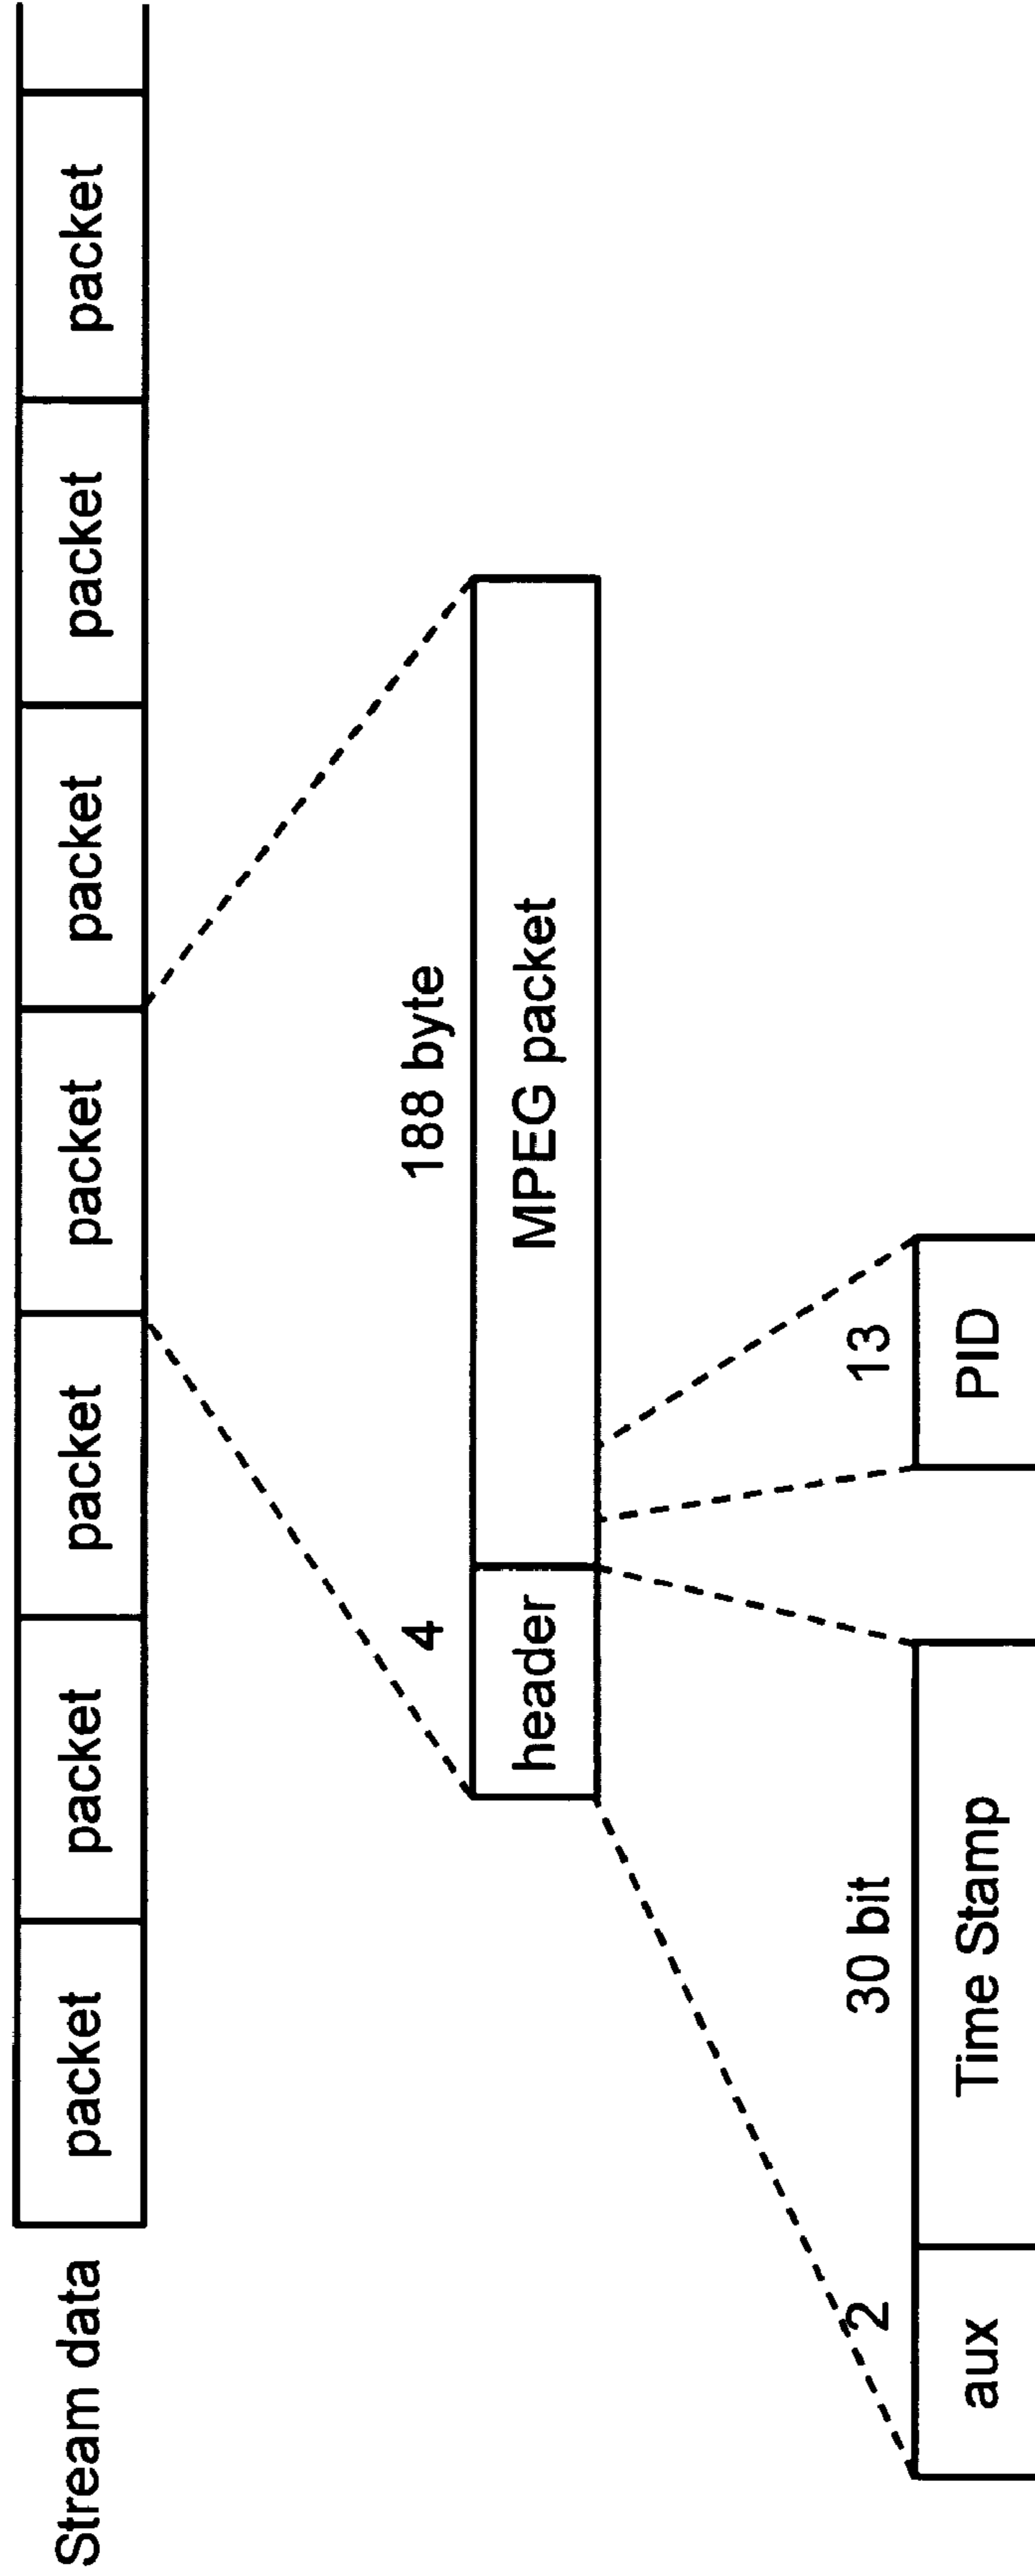 Stream data packet packet packet packet packet packet packet
4 188 byte
header MPEG packet
2 30 bit 13
aux Time Stamp PID